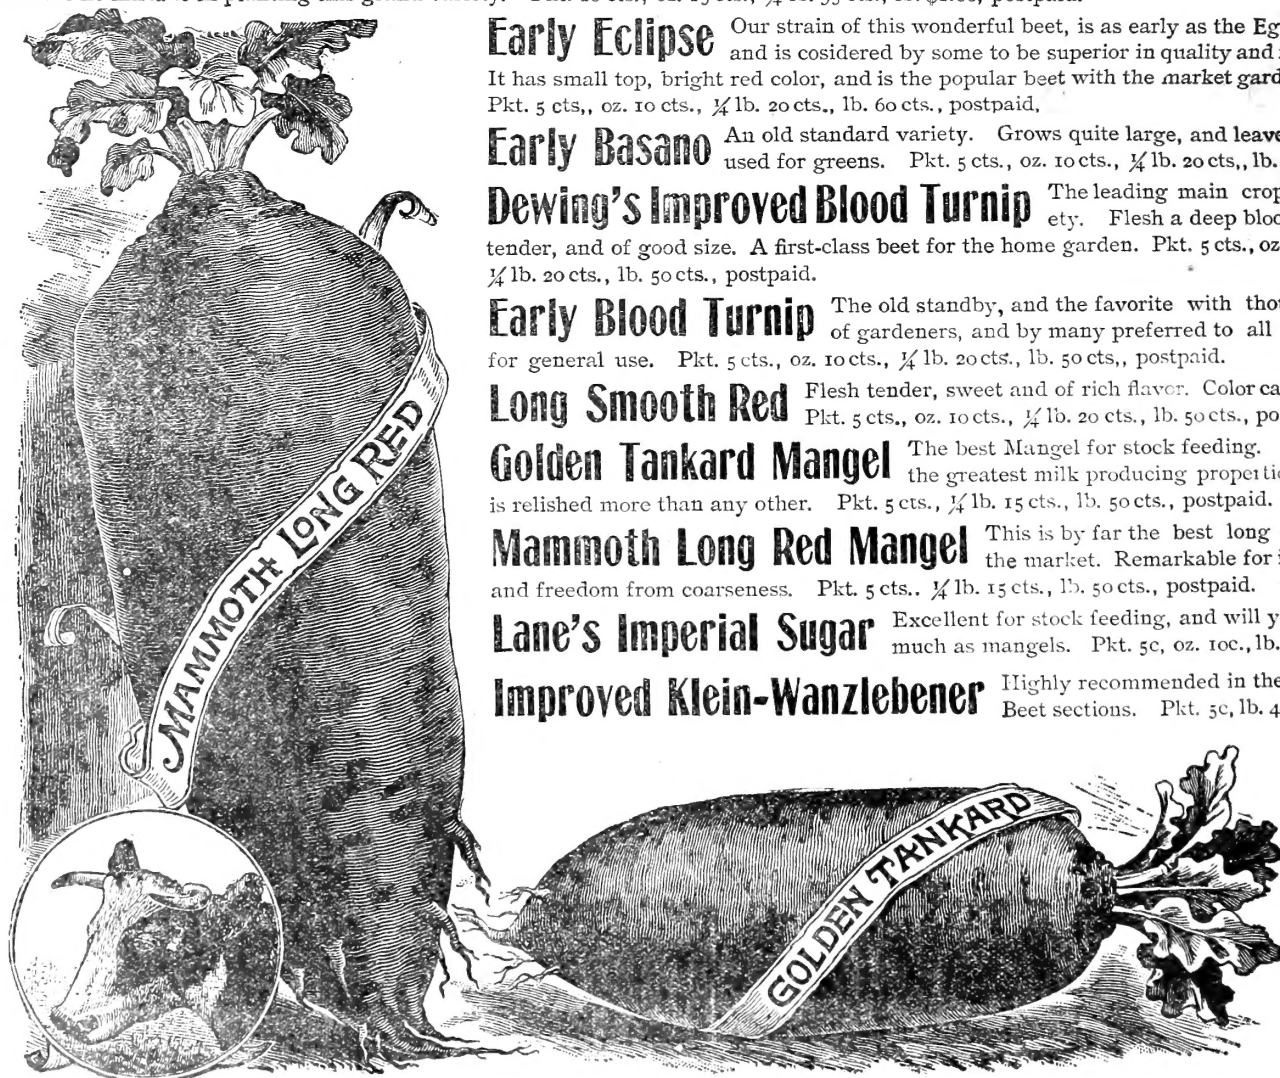 Early Eclipse Our strain of this wonderful beet, is as early as the Eg
and is cosidered by some to be superior in quality and
It has small top, bright red color, and is the popular beet with the market gard
Pkt. 5 cts,, oz. 10 cts., ¼ lb. 20 cts., lb. 60 cts., postpaid,
Early Basano An old standard variety. Grows quite large, and leave
used for greens. Pkt. 5 cts., oz. 10 cts., ¼ lb. 20 cts,, lb.
Dewing's Improved Blood Turnip The leading main crop
ety. Flesh a deep bloo
tender, and of good size. A first-class beet for the home garden. Pkt. 5 cts., oz
¼ lb. 20 cts., lb. 50 cts., postpaid.
Early Blood Turnip The old standby, and the favorite with thou
of gardeners, and by many preferred to all
for general use. Pkt. 5 cts., oz. 10 cts., ¼ lb. 20 cts., lb. 50 cts,, postpaid.
Long Smooth Red Flesh tender, sweet and of rich flavor. Color ca
Pkt. 5 cts., oz. 10 cts., ¼ lb. 20 cts., lb. 50 cts., po
Golden Tankard Mangel The best Mangel for stock feeding.
the greatest milk producing propertie
is relished more than any other. Pkt. 5 cts., ¼ lb. 15 cts., lb. 50 cts., postpaid.
Mammoth Long Red Mangel This is by far the best long
the market. Remarkable for
and freedom from coarseness. Pkt. 5 cts.. ¼ lb. 15 cts., lb. 50 cts., postpaid.
Lane's Imperial Sugar Excellent for stock feeding, and will y
much as mangels. Pkt. 5c, oz. 10c., lb.
Improved Klein-Wanzlebener Highly recommended in the
Beet sections. Pkt. 5c, lb. 4
MAMMOTH LONG RED
GOLDEN TANKARD